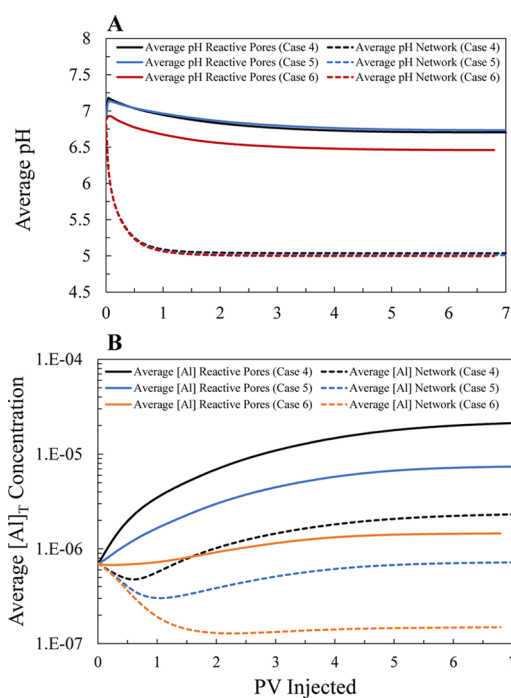 A
8
7.5
7
6.5
6
5.5
5
4.5
Average pH
Average pH Reactive Pores (Case 4)
Average pH Network (Case 4)
Average pH Reactive Pores (Case 5)
Average pH Network (Case 5)
Average pH Reactive Pores (Case 6)
Average pH Network (Case 6)
0 1 2 3 4 5 6 7
B
1.E-04
1.E-05
1.E-06
1.E-07
Average [Al]T Concentration
Average [Al] Reactive Pores (Case 4)
Average [Al] Network (Case 4)
Average [Al] Reactive Pores (Case 5)
Average [Al] Network (Case 5)
Average [Al] Reactive Pores (Case 6)
Average [Al] Network (Case 6)
0 1 2 3 4 5 6 7
PV Injected